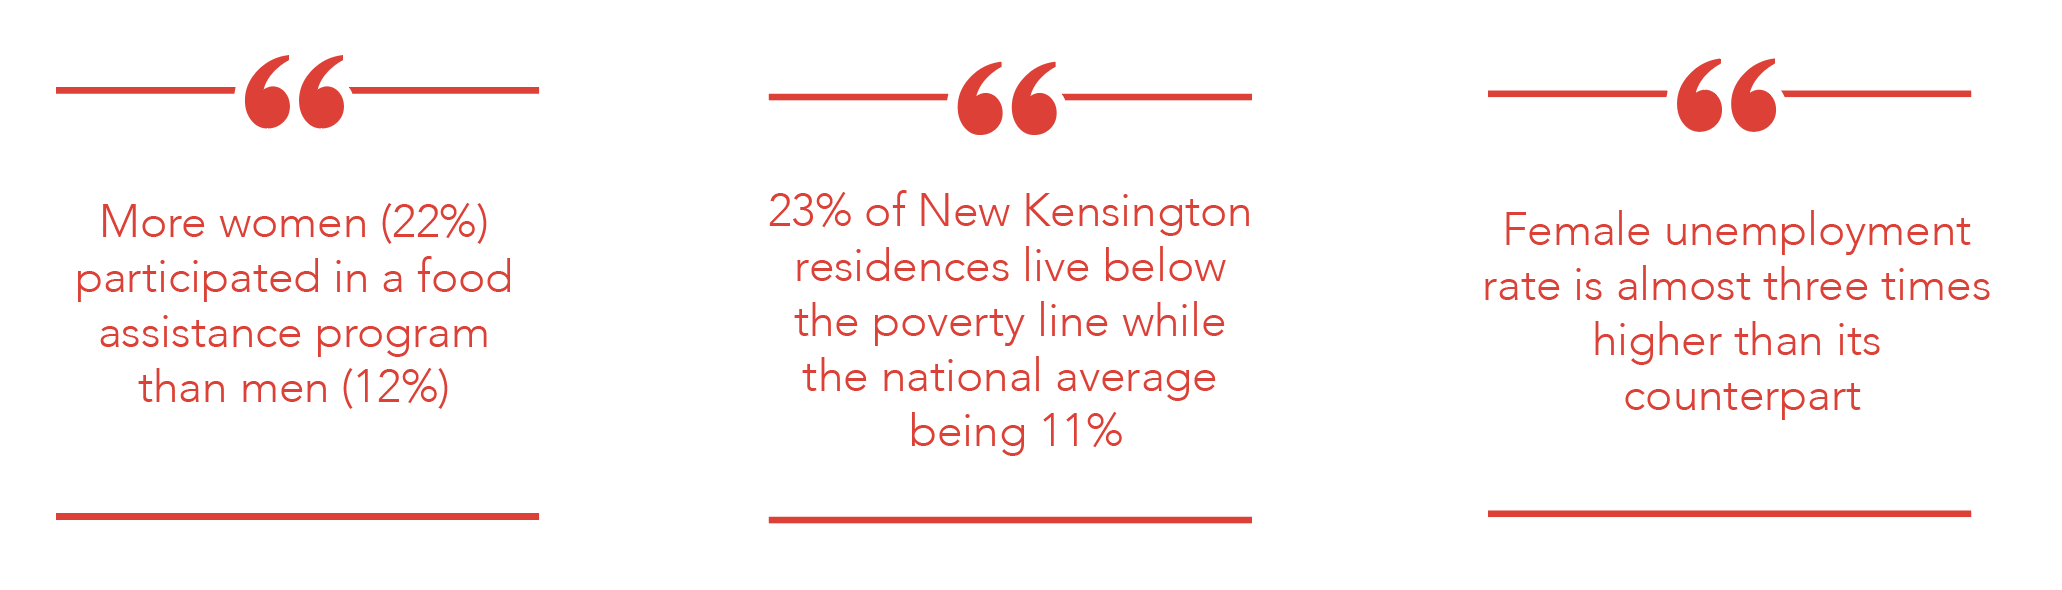 More women (22%)
participated in a food
assistance program
than men (12%)
23% of New Kensington
residences live below
the poverty line while
the national average
being 11%
Female unemployment
rate is almost three times
higher than its
counterpart